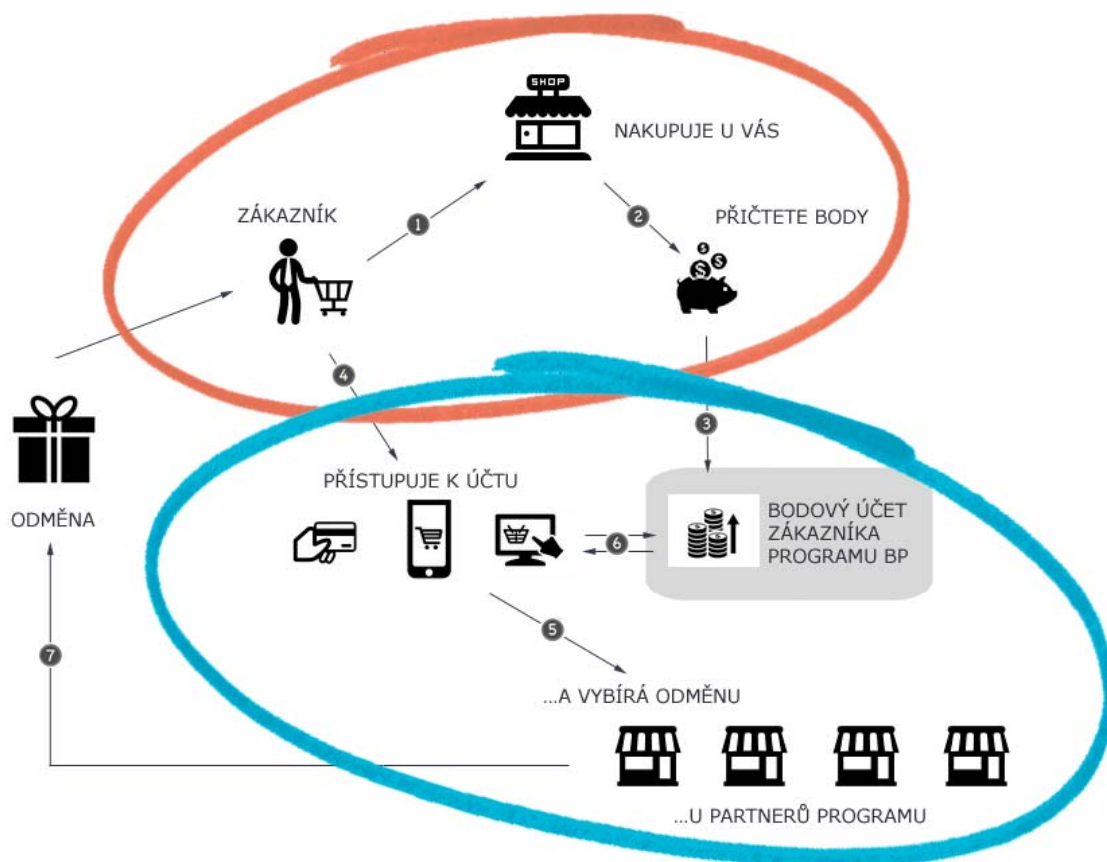 SHOP
NAKUPUJE U VÁS
ZÁKAZNÍK
1
2
PŘIČTETE BODY
4
3
PŘÍSTUPUJE K ÚČTU
ODMĚNA
BODOVÝ ÚČET
ZÁKAZNÍKA
PROGRAMU BP
6
5
7
...A VYBÍRÁ ODMĚNU
...U PARTNERŮ PROGRAMU